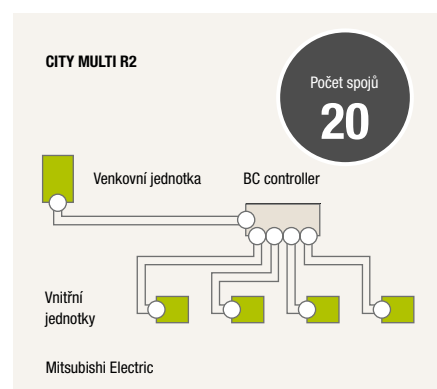 CITY MULTI R2
Počet spojů
20
Venkovní jednotka
BC controller
Vnitřní
jednotky
Mitsubishi Electric